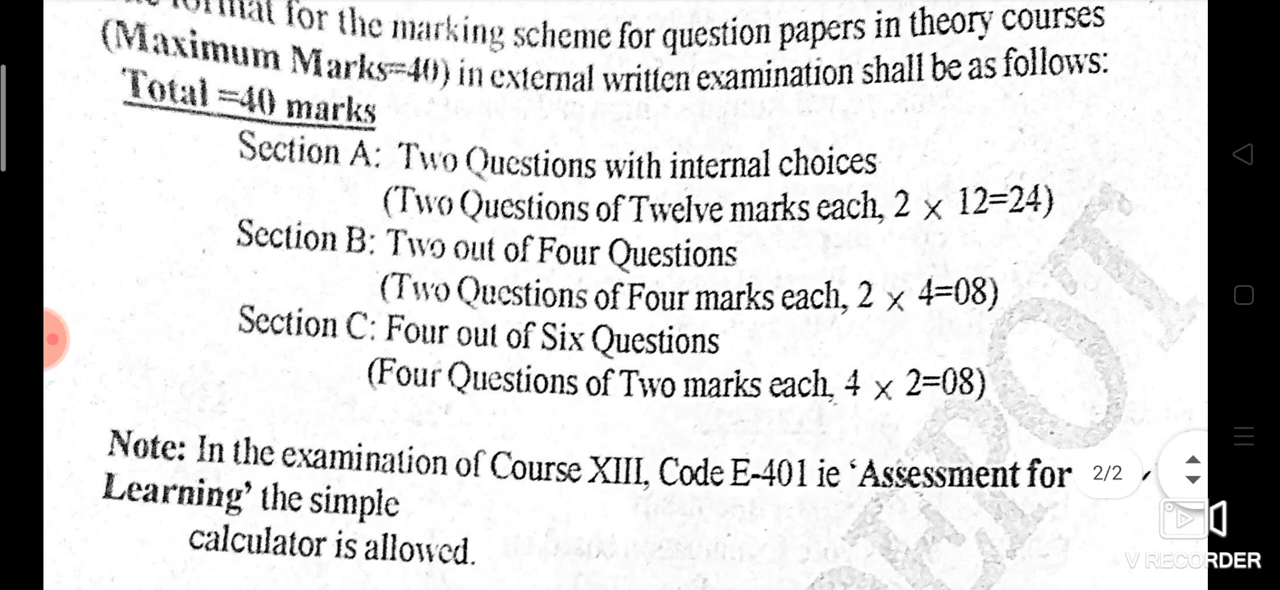 format for the marking scheme for question papers in theory courses
(Maximum Marks=40) in external written examination shall be as follows:
Total =40 marks
Section A: Two Questions with internal choices
(Two Questions of Twelve marks each, 2 × 12=24)
Section B: Two out of Four Questions
(Two Questions of Four marks each, 2 × 4=08)
Section C: Four out of Six Questions
(Four Questions of Two marks each, 4 × 2=08)
Note: In the examination of Course XIII, Code E-401 ie ‘Assessment for
Learning’ the simple
calculator is allowed.
2/2
V RECORDER